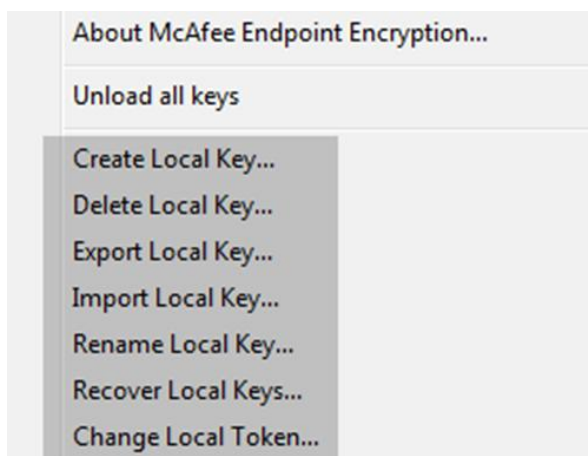 About McAfee Endpoint Encryption...
Unload all keys
Create Local Key...
Delete Local Key...
Export Local Key...
Import Local Key...
Rename Local Key...
Recover Local Keys...
Change Local Token...